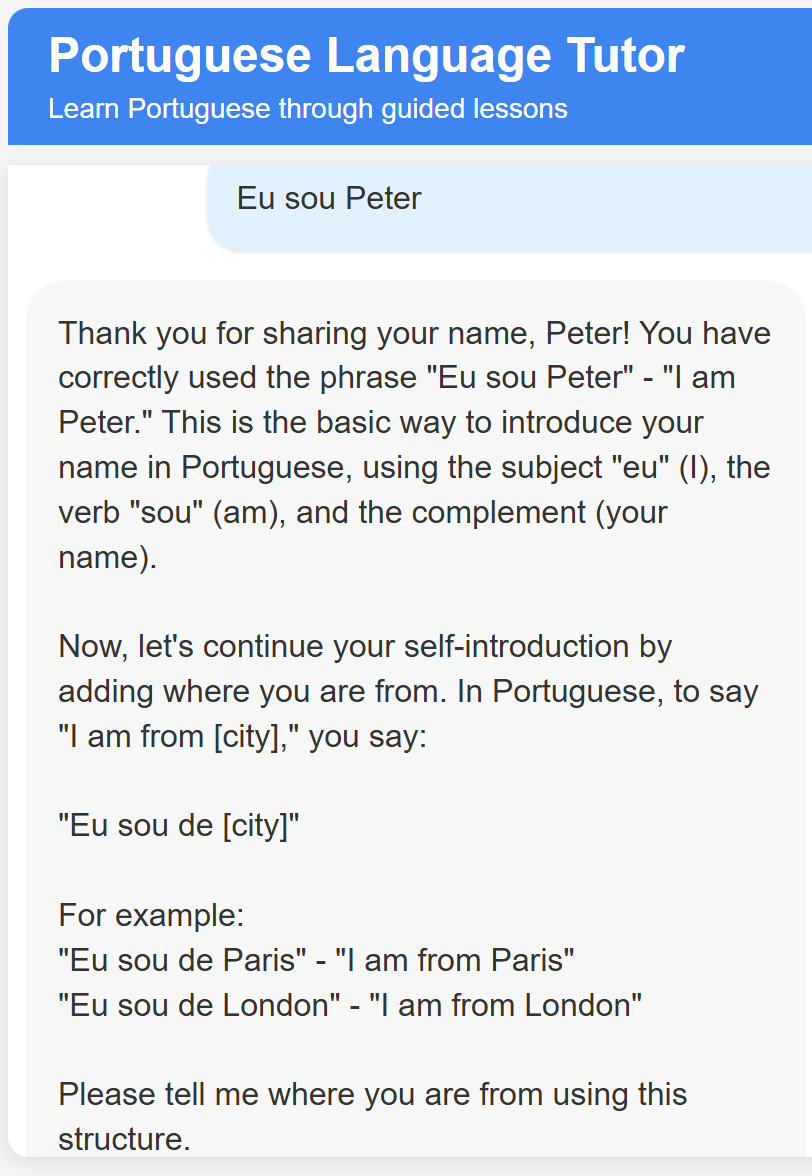 Portuguese Language Tutor
Learn Portuguese through guided lessons
Eu sou Peter
Thank you for sharing your name, Peter! You have
correctly used the phrase "Eu sou Peter" - "I am
Peter." This is the basic way to introduce your
name in Portuguese, using the subject "eu" (I), the
verb "sou" (am), and the complement (your
name).
Now, let's continue your self-introduction by
adding where you are from. In Portuguese, to say
"I am from [city]," you say:
"Eu sou de [city]"
For example:
"Eu sou de Paris" - "I am from Paris"
"Eu sou de London" - "I am from London"
Please tell me where you are from using this
structure.